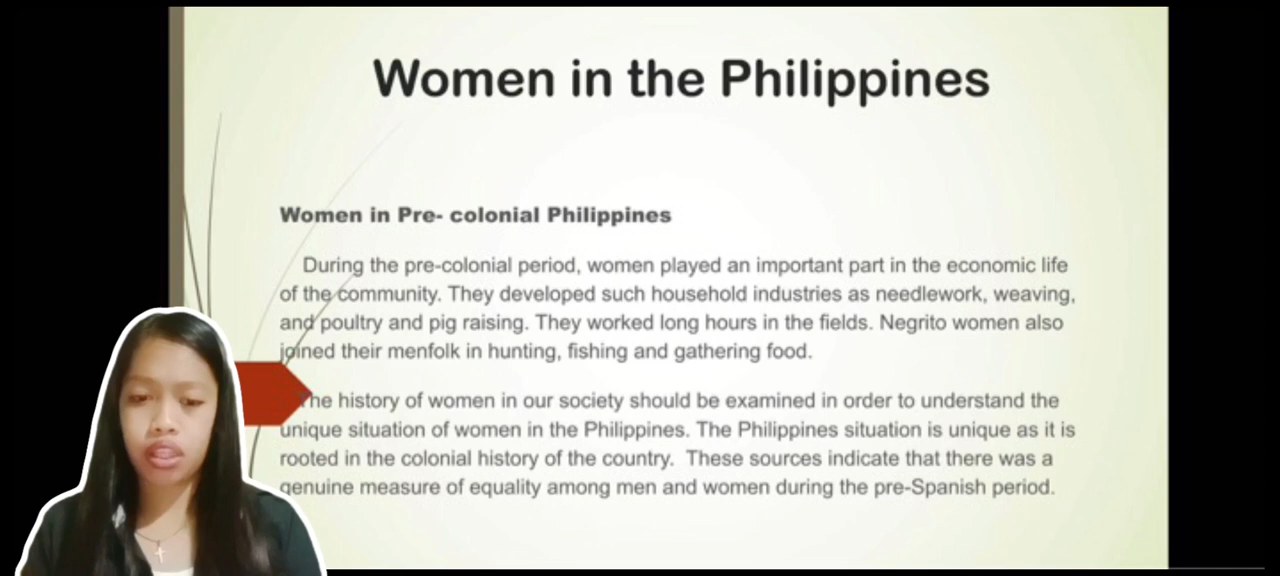 Women in the Philippines
Women in Pre- colonial Philippines
During the pre-colonial period, women played an important part in the economic life
of the community. They developed such household industries as needlework, weaving,
and poultry and pig raising. They worked long hours in the fields. Negrito women also
joined their menfolk in hunting, fishing and gathering food.
The history of women in our society should be examined in order to understand the
unique situation of women in the Philippines. The Philippines situation is unique as it is
rooted in the colonial history of the country. These sources indicate that there was a
genuine measure of equality among men and women during the pre-Spanish period.